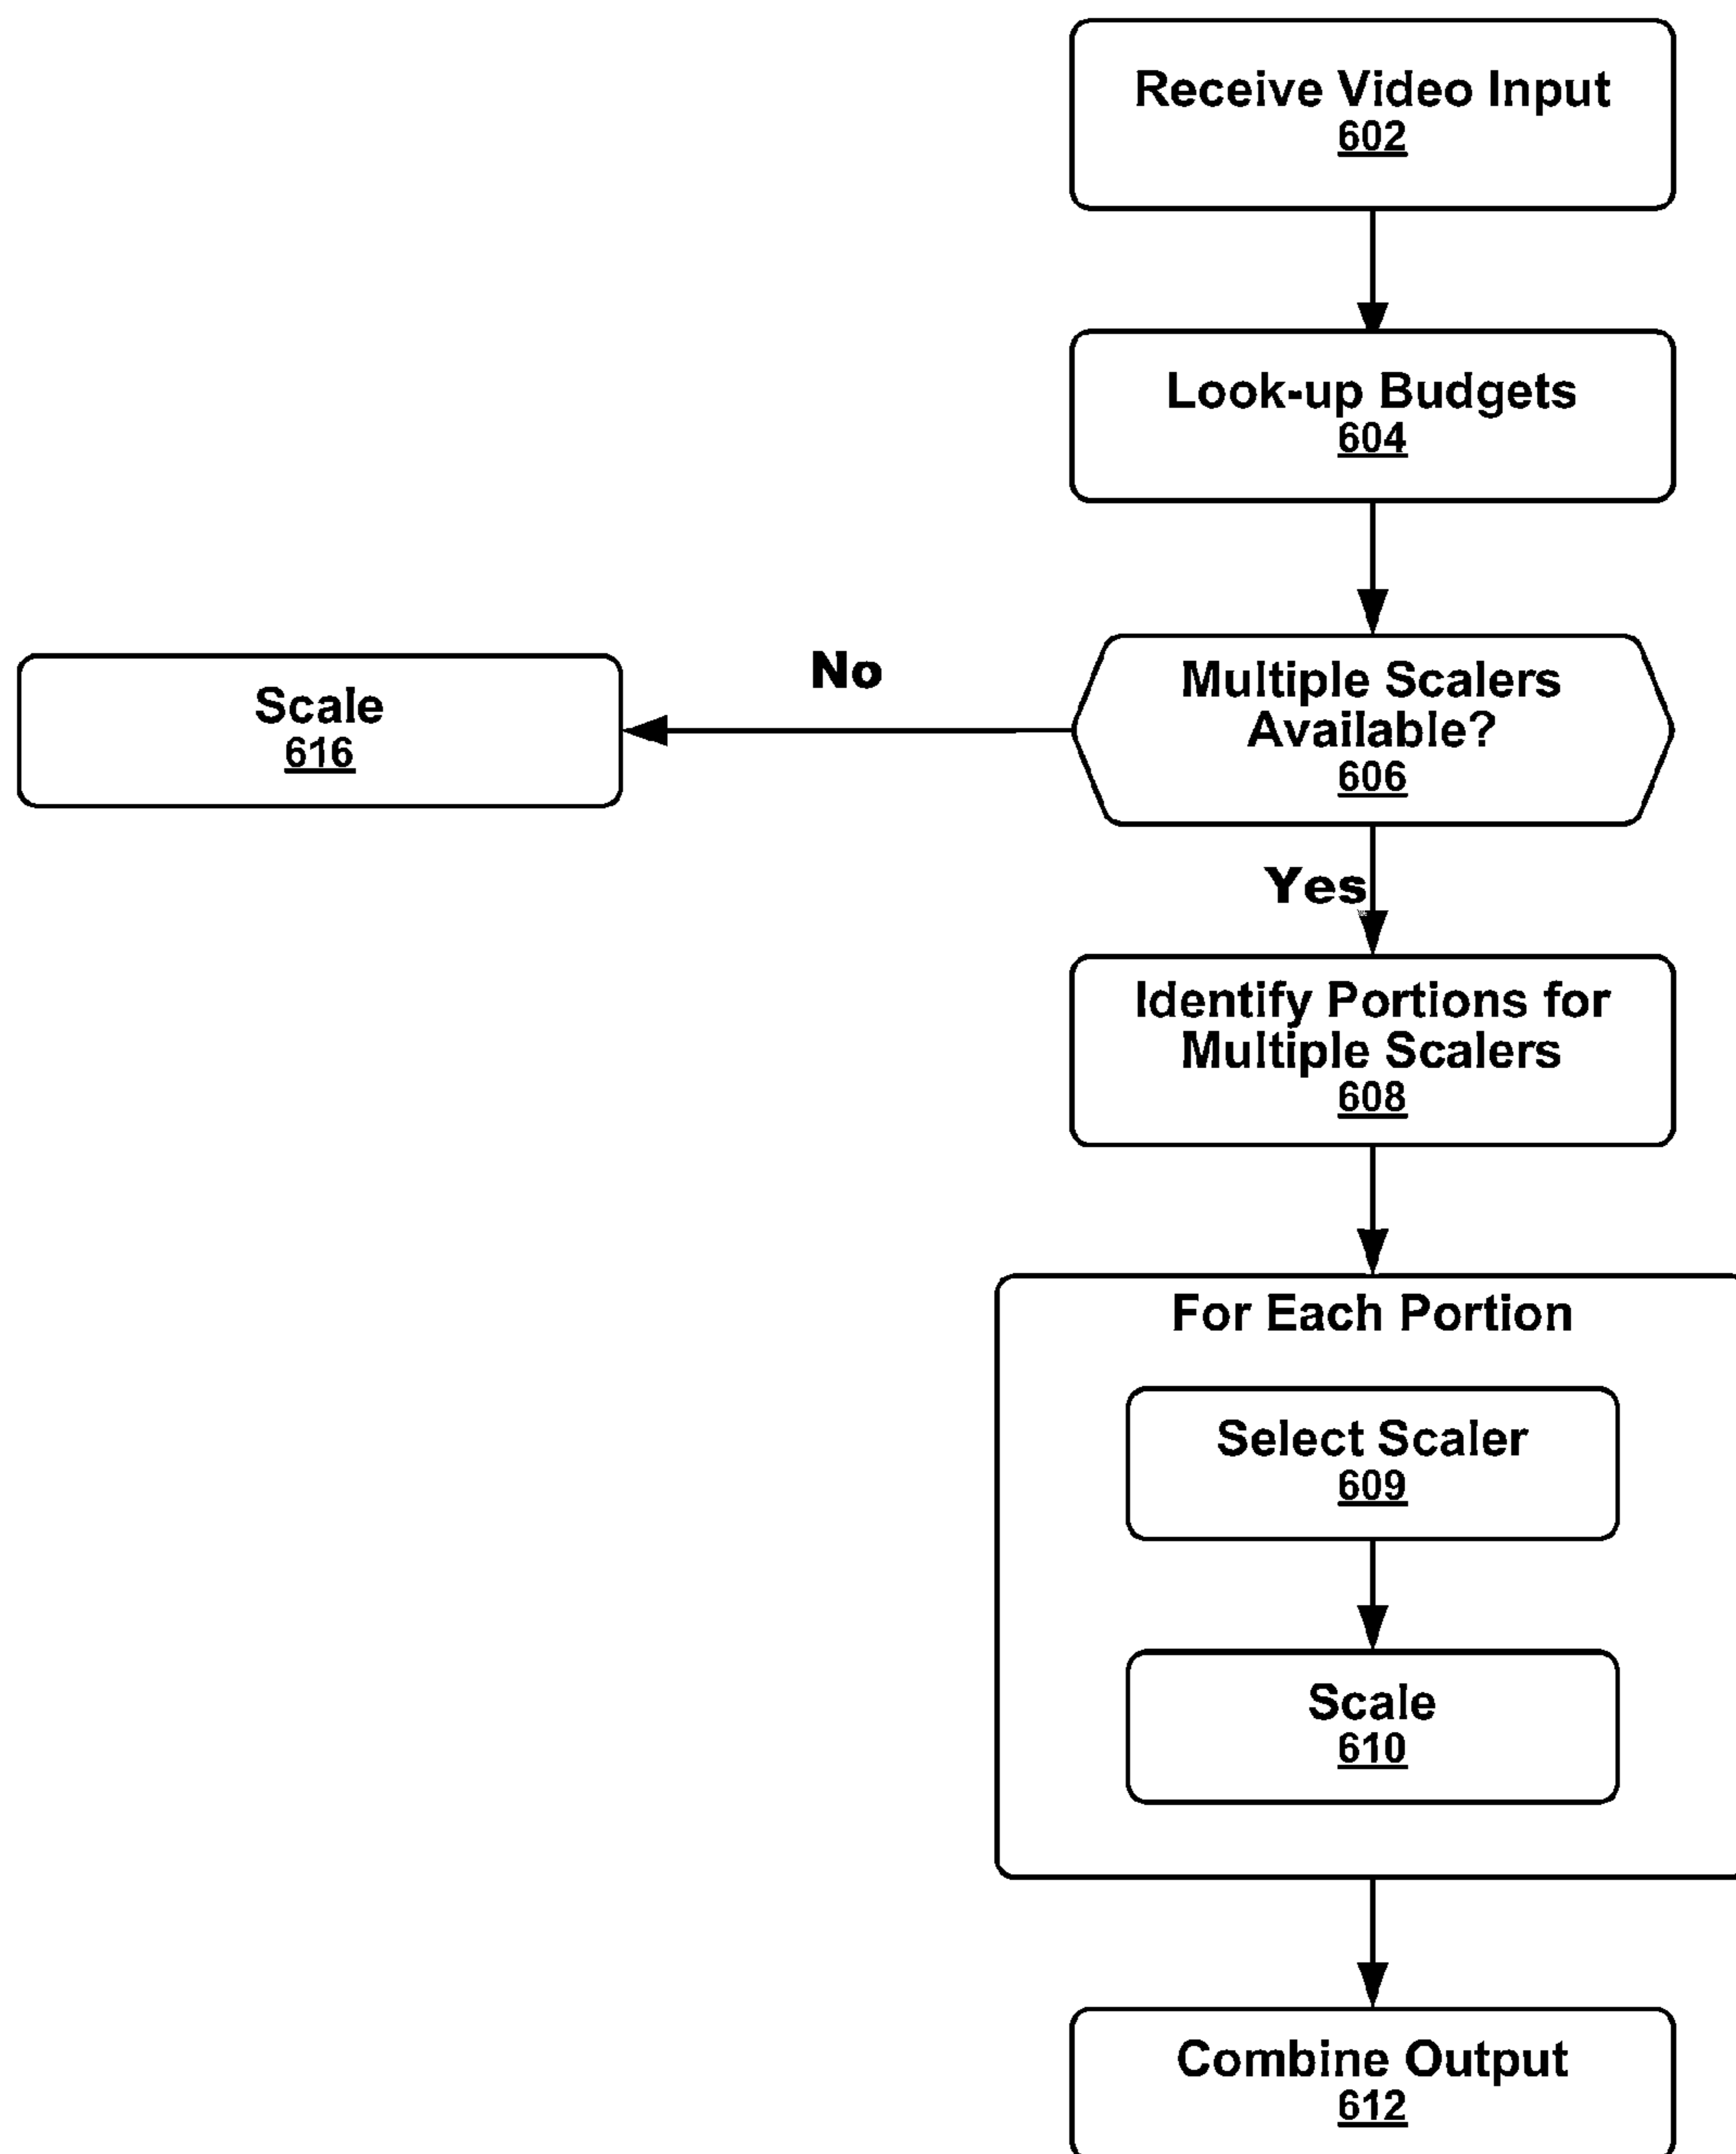 Receive Video Input
602
Look-up Budgets
604
Multiple Scalers
Available?
606
No
Scale
616
Yes
Identify Portions for
Multiple Scalers
608
For Each Portion
Select Scaler
609
Scale
610
Combine Output
612